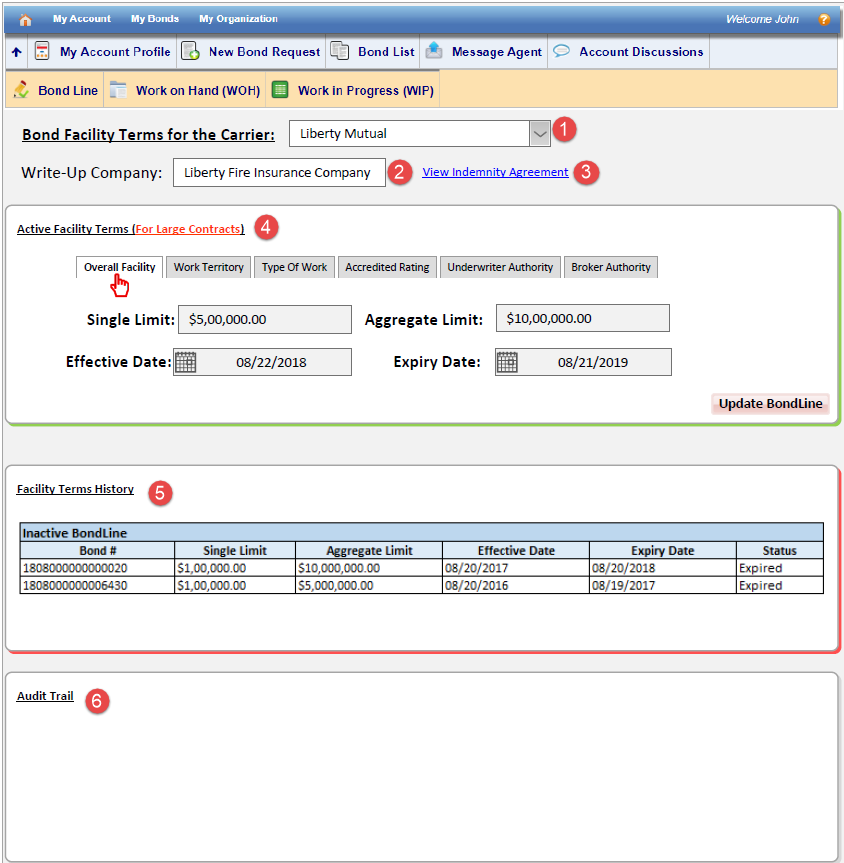 My Account My Bonds My Organization Welcome John ?
My Account Profile New Bond Request Bond List Message Agent Account Discussions
Bond Line Work on Hand (WOH) Work in Progress (WIP)
Bond Facility Terms for the Carrier: Liberty Mutual 1
Write-Up Company: Liberty Fire Insurance Company 2 View Indemnity Agreement 3
Active Facility Terms (For Large Contracts) 4
Overall Facility Work Territory Type Of Work Accredited Rating Underwriter Authority Broker Authority
Single Limit: $5,00,000.00 Aggregate Limit: $10,00,000.00
Effective Date: 08/22/2018 Expiry Date: 08/21/2019
Update BondLine
Facility Terms History 5
Inactive BondLine
Bond # Single Limit Aggregate Limit Effective Date Expiry Date Status
1808000000000020 $1,00,000.00 $10,000,000.00 08/20/2017 08/20/2018 Expired
1808000000006430 $1,00,000.00 $5,000,000.00 08/20/2016 08/19/2017 Expired
Audit Trail 6